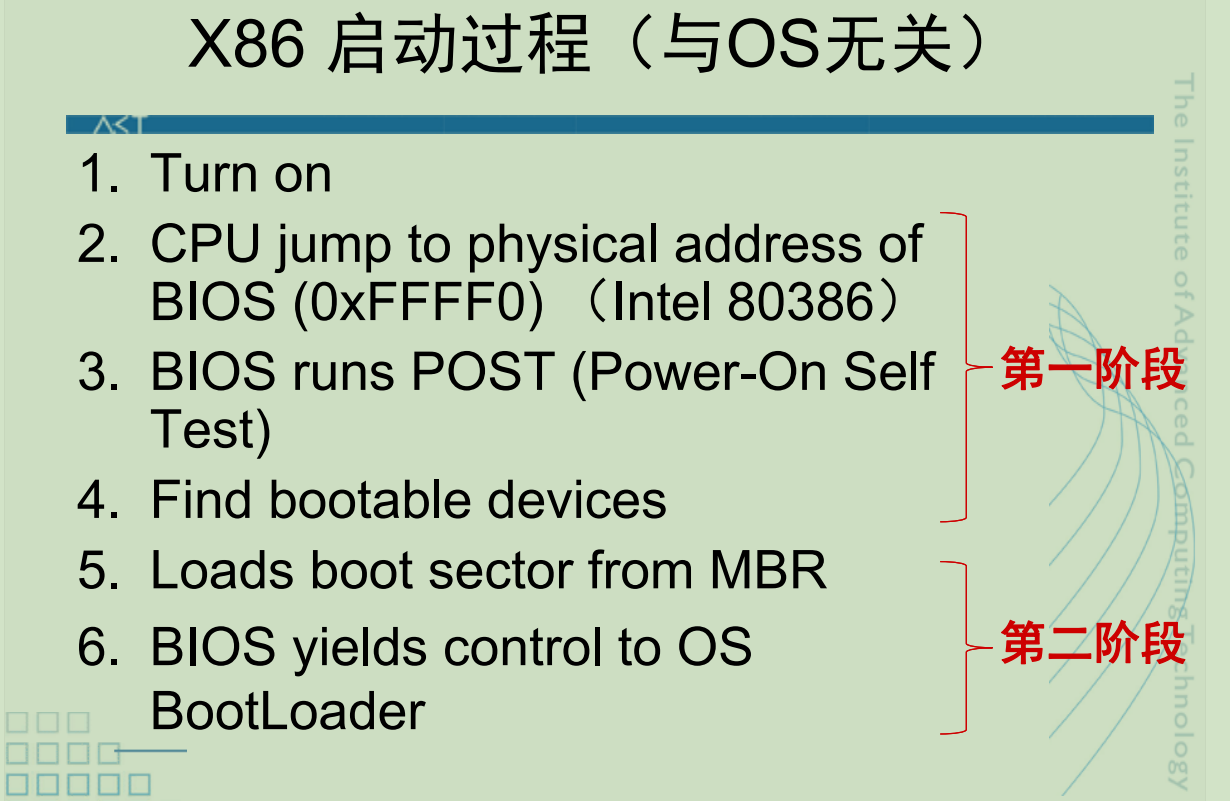 X86 启动过程（与OS无关）
ACT
1. Turn on
2. CPU jump to physical address of
BIOS (0xFFFF0) （Intel 80386）
3. BIOS runs POST (Power-On Self
Test)
4. Find bootable devices
第一阶段
5. Loads boot sector from MBR
6. BIOS yields control to OS
BootLoader
第二阶段
The Institute of Advanced Computing Technology